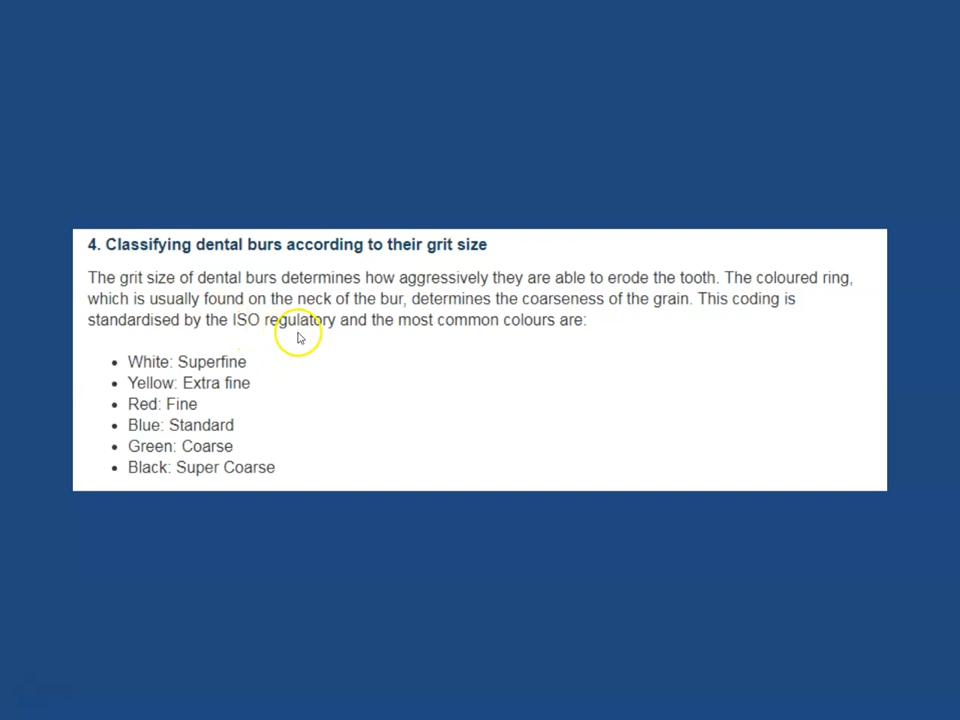 4. Classifying dental burs according to their grit size
The grit size of dental burs determines how aggressively they are able to erode the tooth. The coloured ring,
which is usually found on the neck of the bur, determines the coarseness of the grain. This coding is
standardised by the ISO regulatory and the most common colours are:
• White: Superfine
• Yellow: Extra fine
• Red: Fine
• Blue: Standard
• Green: Coarse
• Black: Super Coarse